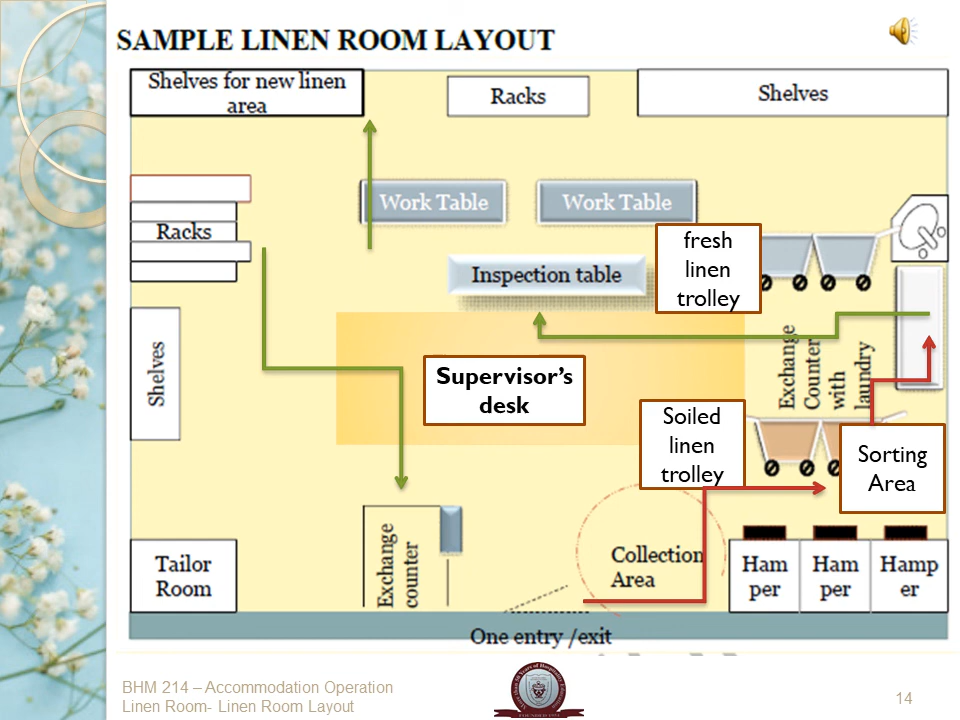 SAMPLE LINEN ROOM LAYOUT
Shelves for new linen
area
Racks
Shelves
Work Table
Work Table
Racks
fresh
linen
trolley
Inspection table
Shelves
Exchange
Counter
with
laundry
Supervisor's
desk
Soiled
linen
trolley
Sorting
Area
Exchange
counter
Collection
Area
Tailor
Room
Ham
per
Ham
per
Hamp
er
One entry /exit
BHM 214 – Accommodation Operation
Linen Room- Linen Room Layout
14